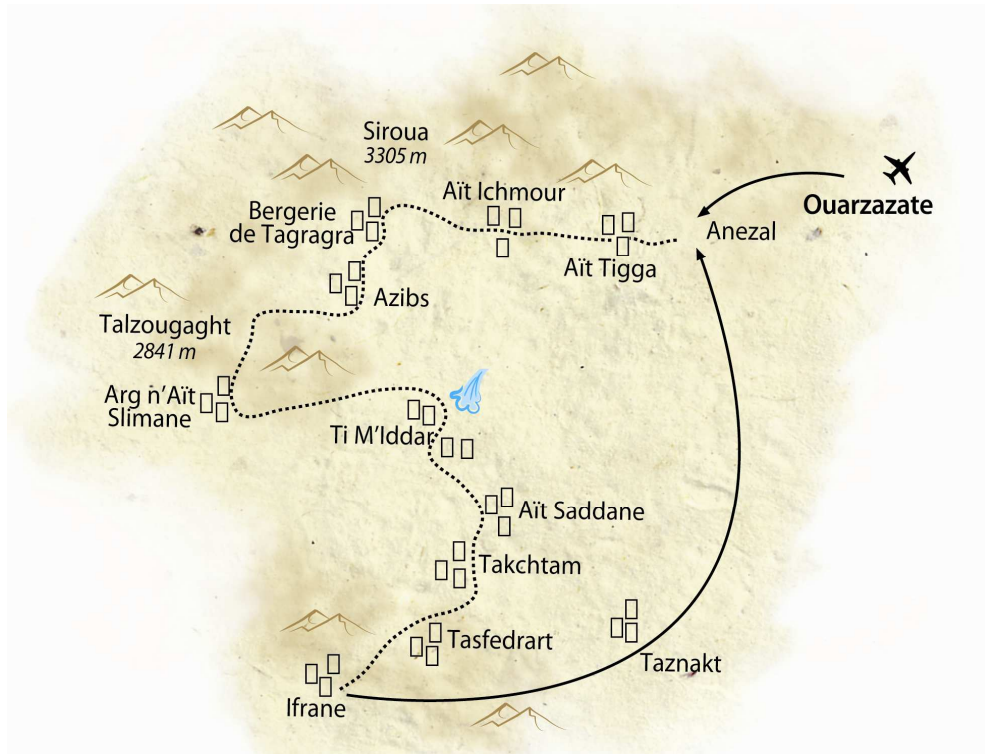 Siroua
3305 m
Aït Ichmour
Ouarzazate
Bergerie
de Tagragra
Anezal
Aït Tigga
Azibs
Talzougaght
2841 m
Arg n'Aït
Slimane
Ti M'Iddar
Aït Saddane
Takchtam
Tasfedrart
Taznakt
Ifrane